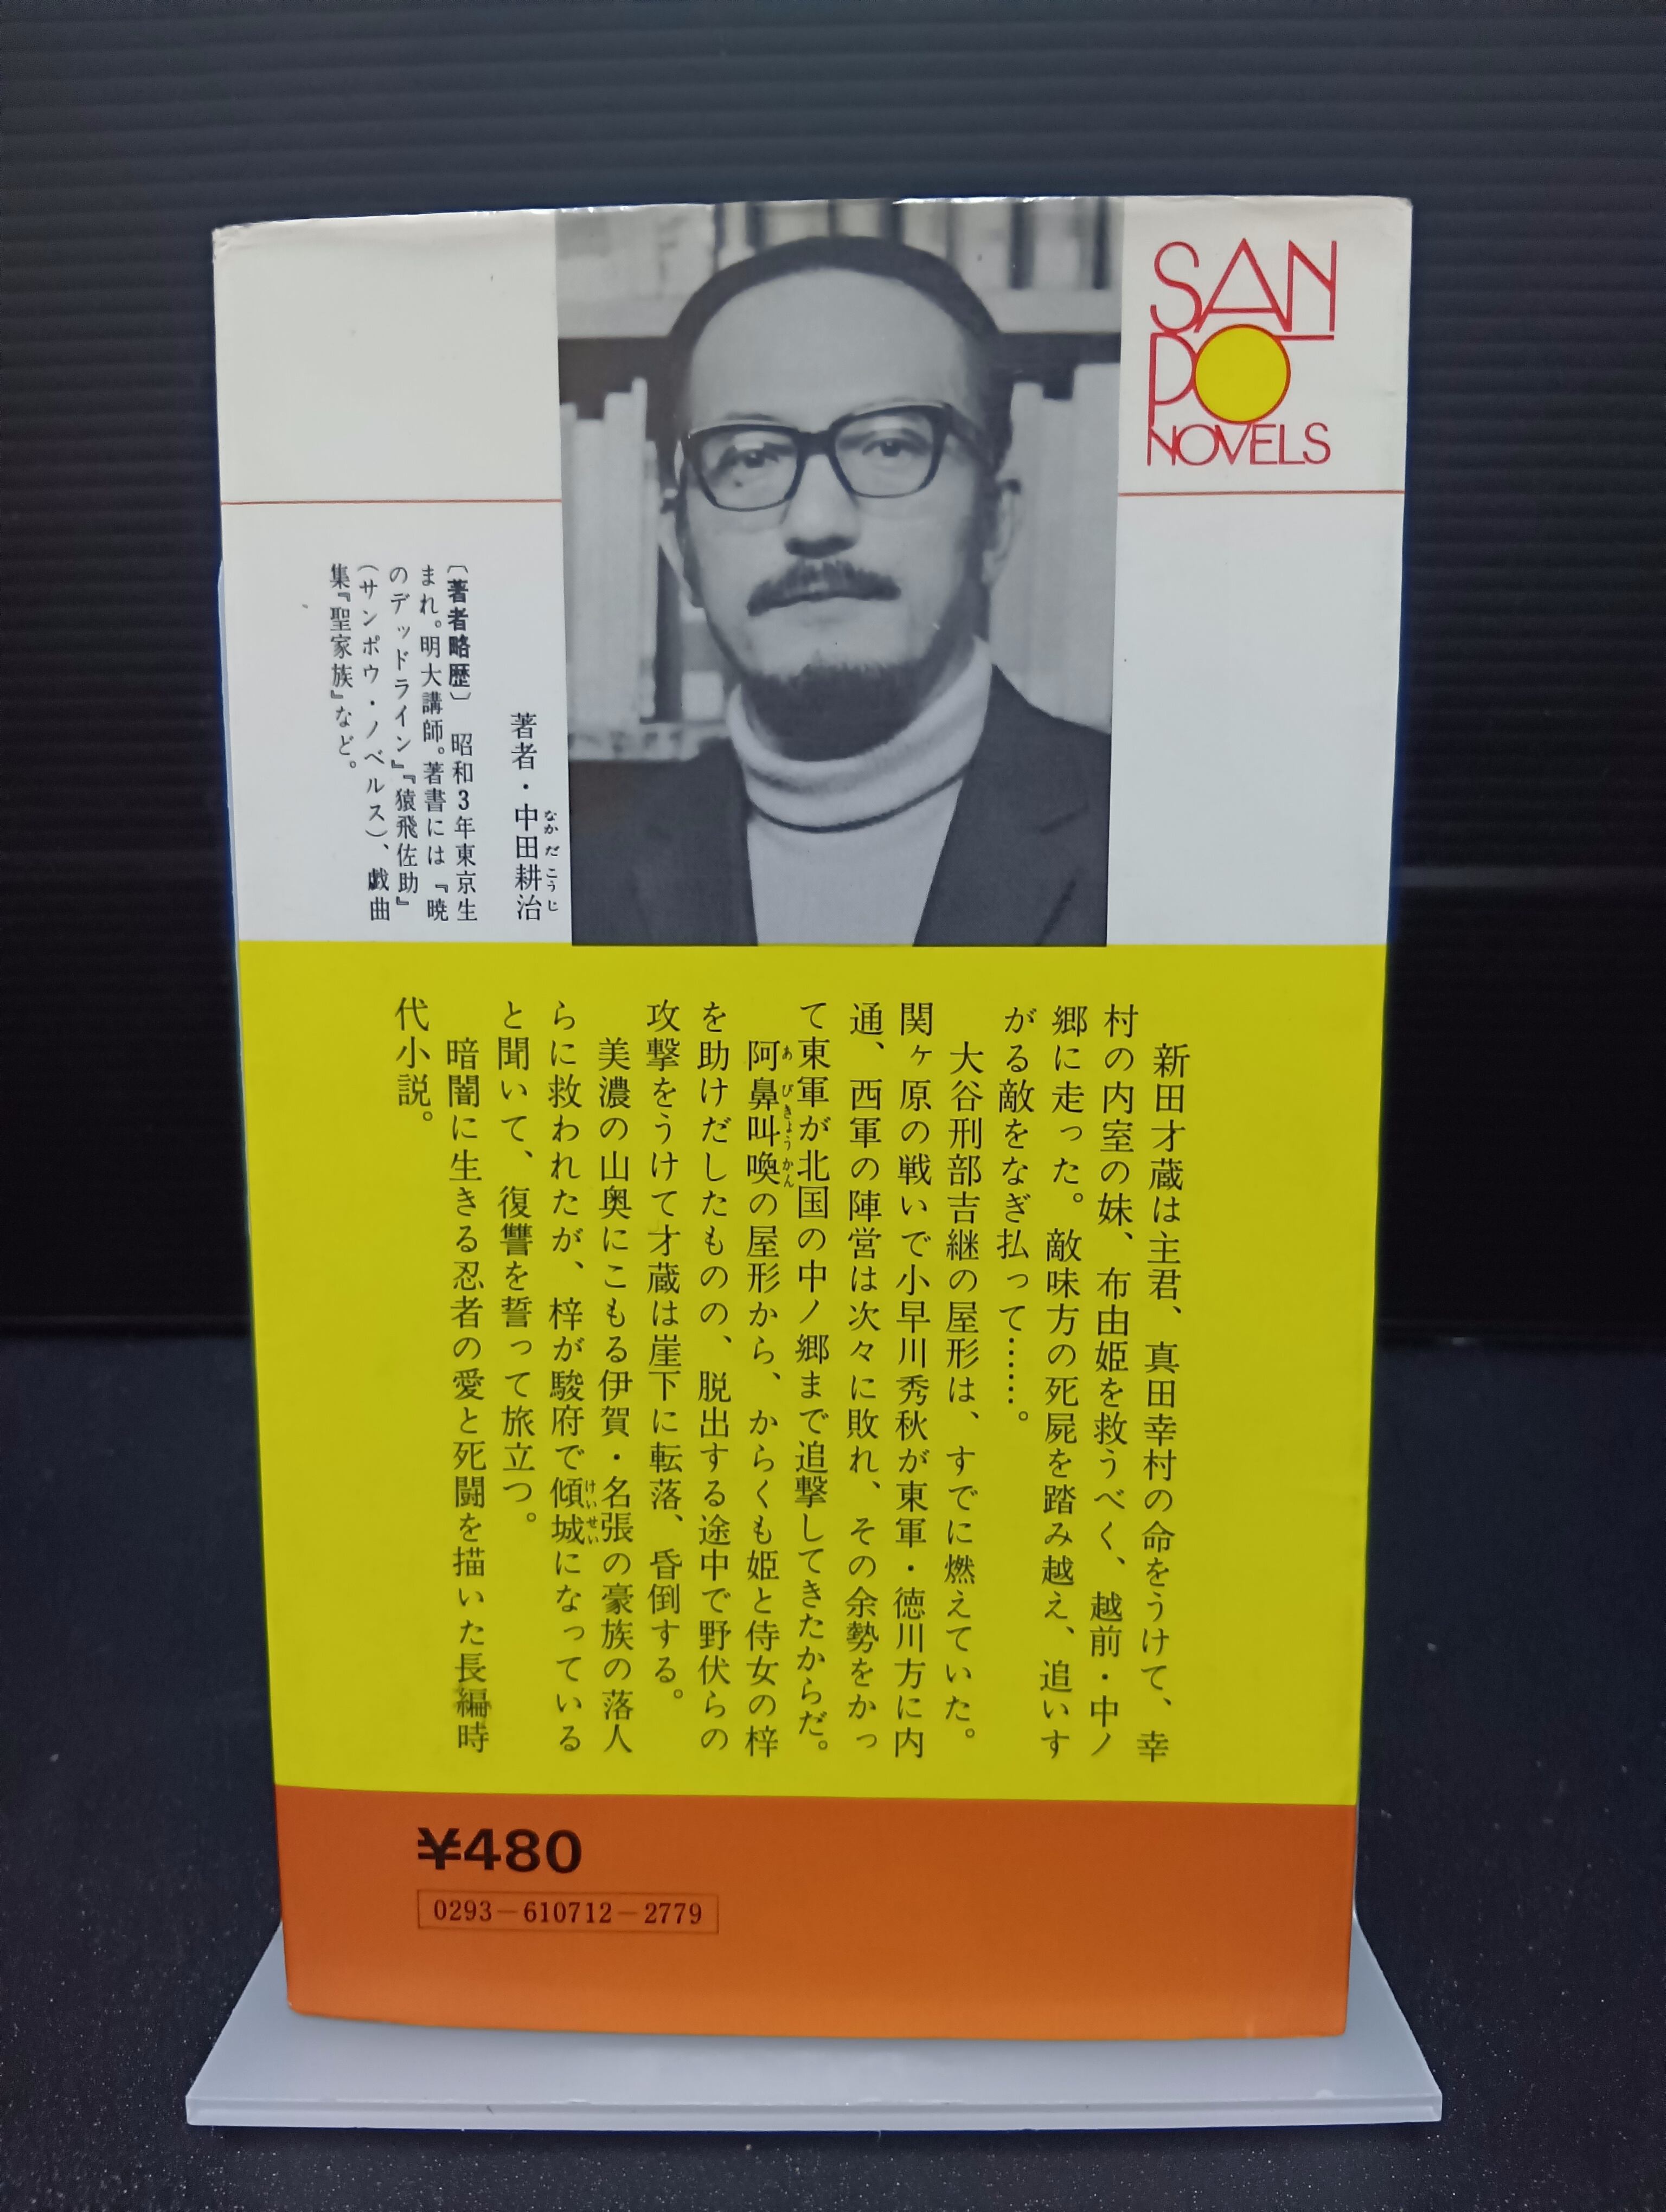 SAN
PO
NOVELS
著者・中田耕治
なかだこうじ
〔著者略歴〕 昭和3年東京生
まれ。明大講師。著書には『暁
のデッドライン』『猿飛佐助』
(サンポウ・ノベルス)、戯曲
集『聖家族』など。
新田才蔵は主君、真田幸村の命をうけて、幸
村の内室の妹、布由姫を救うべく、越前・中ノ
郷に走った。敵味方の死屍を踏み越え、追いす
がる敵をなぎ払って……。
大谷刑部吉継の屋形は、すでに燃えていた。
関ヶ原の戦いで小早川秀秋が東軍・徳川方に内
通、西軍の陣営は次々に敗れ、その余勢をかっ
て東軍が北国の中ノ郷まで追撃してきたからだ。
阿鼻叫喚の屋形から、からくも姫と侍女の梓
あびきょうかん
を助けだしたものの、脱出する途中で野伏らの
攻撃をうけて才蔵は崖下に転落、昏倒する。
美濃の山奥にこもる伊賀・名張の豪族の落人
らに救われたが、梓が駿府で傾城になっている
けいせい
と聞いて、復讐を誓って旅立つ。
暗闇に生きる忍者の愛と死闘を描いた長編時
代小説。
¥480
0293-610712-2779